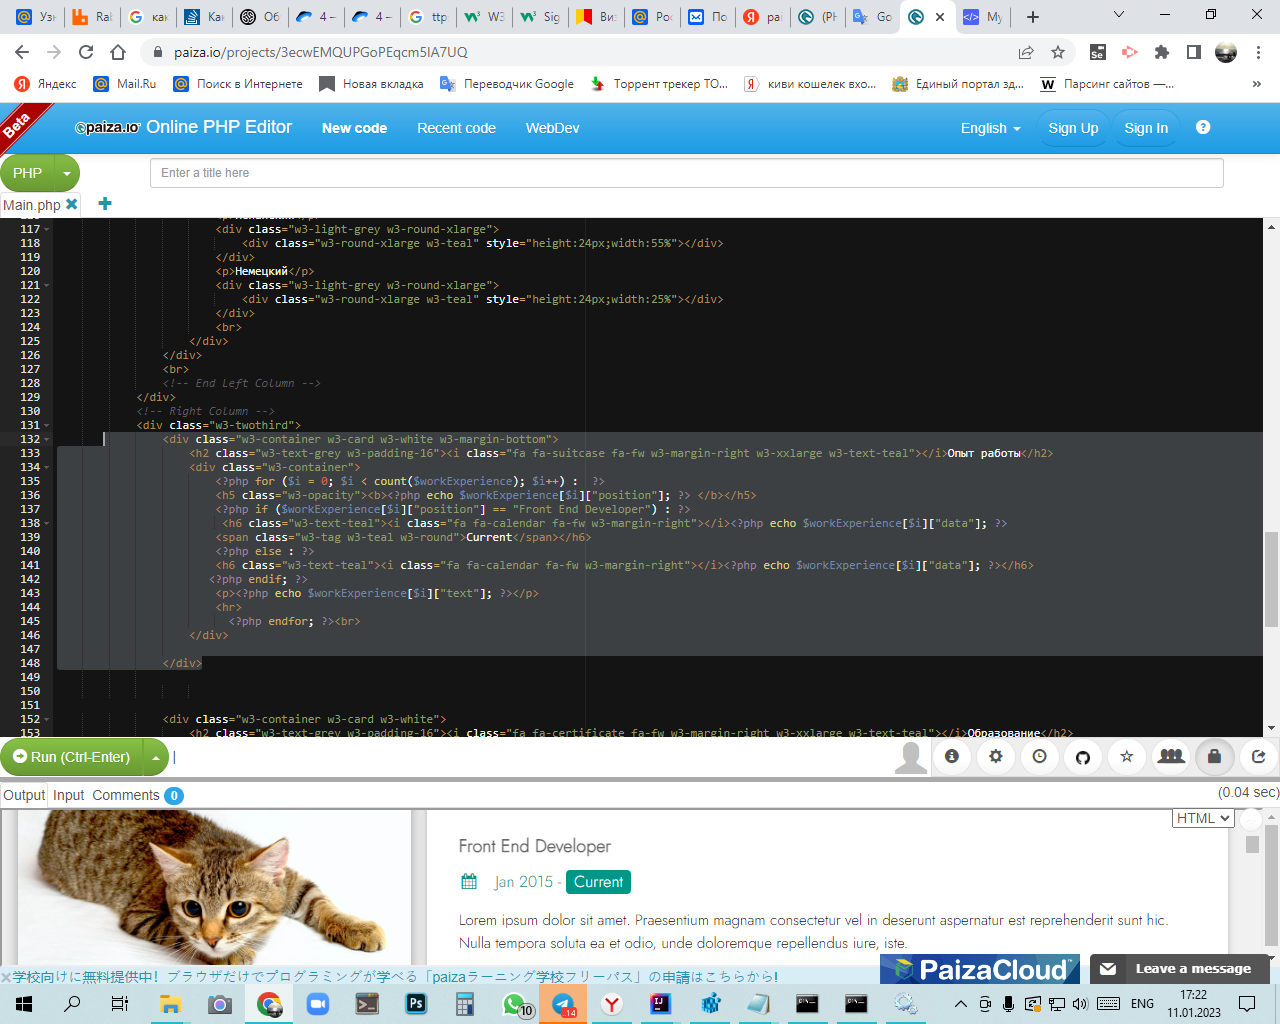 Узн
Rab
как
Как
Об
4 –
4 –
ttp
W3
Sig
Виз
Рос
По
pai
(PH
Go
My
paiza.io/projects/3ecwEMQUPGoPEqcm5IA7UQ
Яндекс
Mail.Ru
Поиск в Интернете
Новая вкладка
Переводчик Google
Торрент трекер ТО...
киви кошелек вхо...
Единый портал зд...
Парсинг сайтов —...
»
Beta
paiza.io Online PHP Editor
New code
Recent code
WebDev
English
Sign Up
Sign In
PHP
Enter a title here
Main.php
117 <div class="w3-light-grey w3-round-xlarge">
118 <div class="w3-round-xlarge w3-teal" style="height:24px;width:55%"></div>
119 </div>
120 <p>Немецкий</p>
121 <div class="w3-light-grey w3-round-xlarge">
122 <div class="w3-round-xlarge w3-teal" style="height:24px;width:25%"></div>
123 </div>
124 <br>
125 </div>
126 </div>
127 <br>
128 <!-- End Left Column -->
129 </div>
130 <!-- Right Column -->
131 <div class="w3-twothird">
132 <div class="w3-container w3-card w3-white w3-margin-bottom">
133 <h2 class="w3-text-grey w3-padding-16"><i class="fa fa-suitcase fa-fw w3-margin-right w3-xxlarge w3-text-teal"></i>Опыт работы</h2>
134 <div class="w3-container">
135 <?php for ($i = 0; $i < count($workExperience); $i++) : ?>
136 <h5 class="w3-opacity"><b><?php echo $workExperience[$i]["position"]; ?> </b></h5>
137 <?php if ($workExperience[$i]["position"] == "Front End Developer") : ?>
138 <h6 class="w3-text-teal"><i class="fa fa-calendar fa-fw w3-margin-right"></i><?php echo $workExperience[$i]["data"]; ?>
139 <span class="w3-tag w3-teal w3-round">Current</span></h6>
140 <?php else : ?>
141 <h6 class="w3-text-teal"><i class="fa fa-calendar fa-fw w3-margin-right"></i><?php echo $workExperience[$i]["data"]; ?></h6>
142 <?php endif; ?>
143 <p><?php echo $workExperience[$i]["text"]; ?></p>
144 <hr>
145 <?php endfor; ?><br>
146 </div>
147
148 </div>
149
150
151
152 <div class="w3-container w3-card w3-white">
153 <h2 class="w3-text-grey w3-padding-16"><i class="fa fa-certificate fa-fw w3-margin-right w3-xxlarge w3-text-teal"></i>Образование</h2>
Run (Ctrl-Enter)
Output Input Comments 0
(0.04 sec)
HTML
Front End Developer
Jan 2015 - Current
Lorem ipsum dolor sit amet. Praesentium magnam consectetur vel in deserunt aspernatur est reprehenderit sunt hic.
Nulla tempora soluta ea et odio, unde doloremque repellendus iure, iste.
学校向けに無料提供中！ブラウザだけでプログラミングが学べる「paizaラーニング学校フリーパス」の申請はこちらから!
PaizaCloud
Leave a message
10
.14
ENG
17:22
11.01.2023